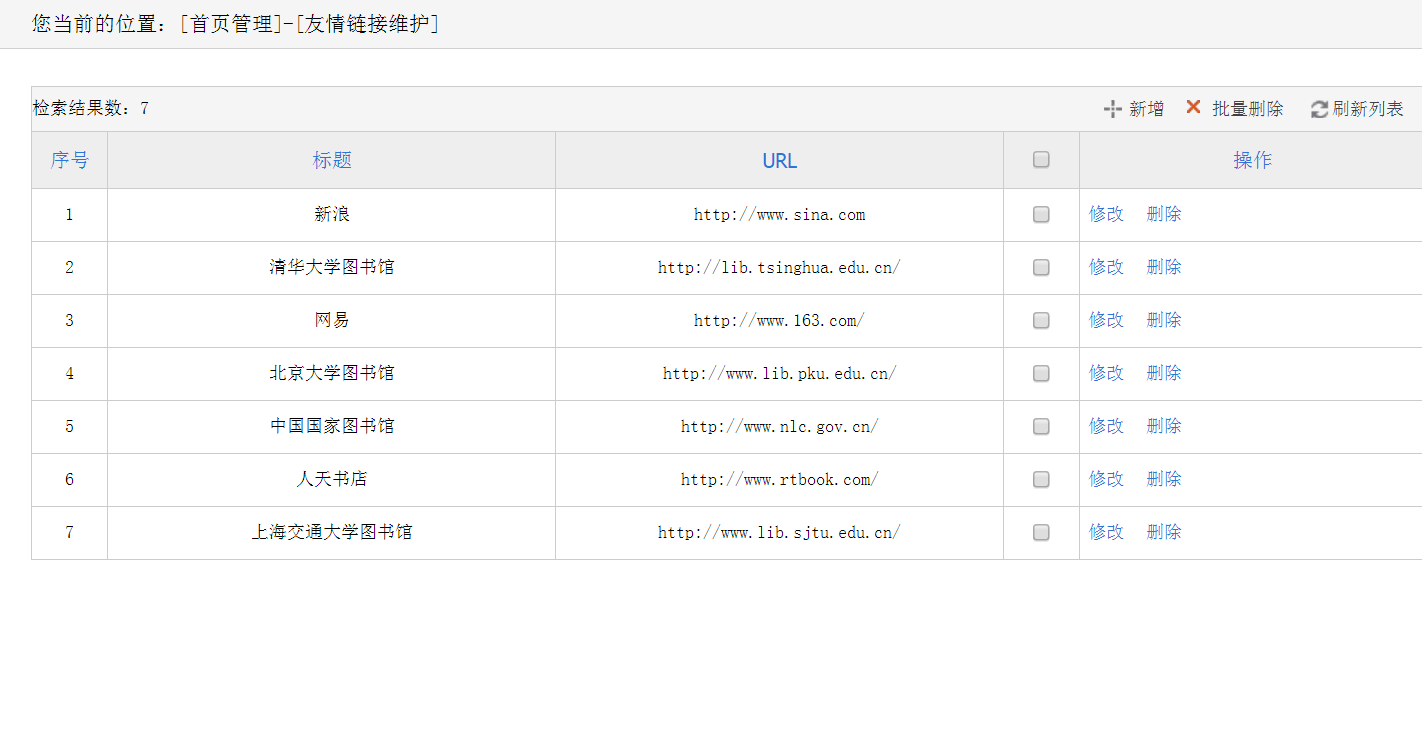 您当前的位置：[首页管理]-[友情链接维护]
检索结果数：7 新增 批量删除 刷新列表
序号 标题 URL 操作
1 新浪 http://www.sina.com 修改 删除
2 清华大学图书馆 http://lib.tsinghua.edu.cn/ 修改 删除
3 网易 http://www.163.com/ 修改 删除
4 北京大学图书馆 http://www.lib.pku.edu.cn/ 修改 删除
5 中国国家图书馆 http://www.nlc.gov.cn/ 修改 删除
6 人天书店 http://www.rtbook.com/ 修改 删除
7 上海交通大学图书馆 http://www.lib.sjtu.edu.cn/ 修改 删除